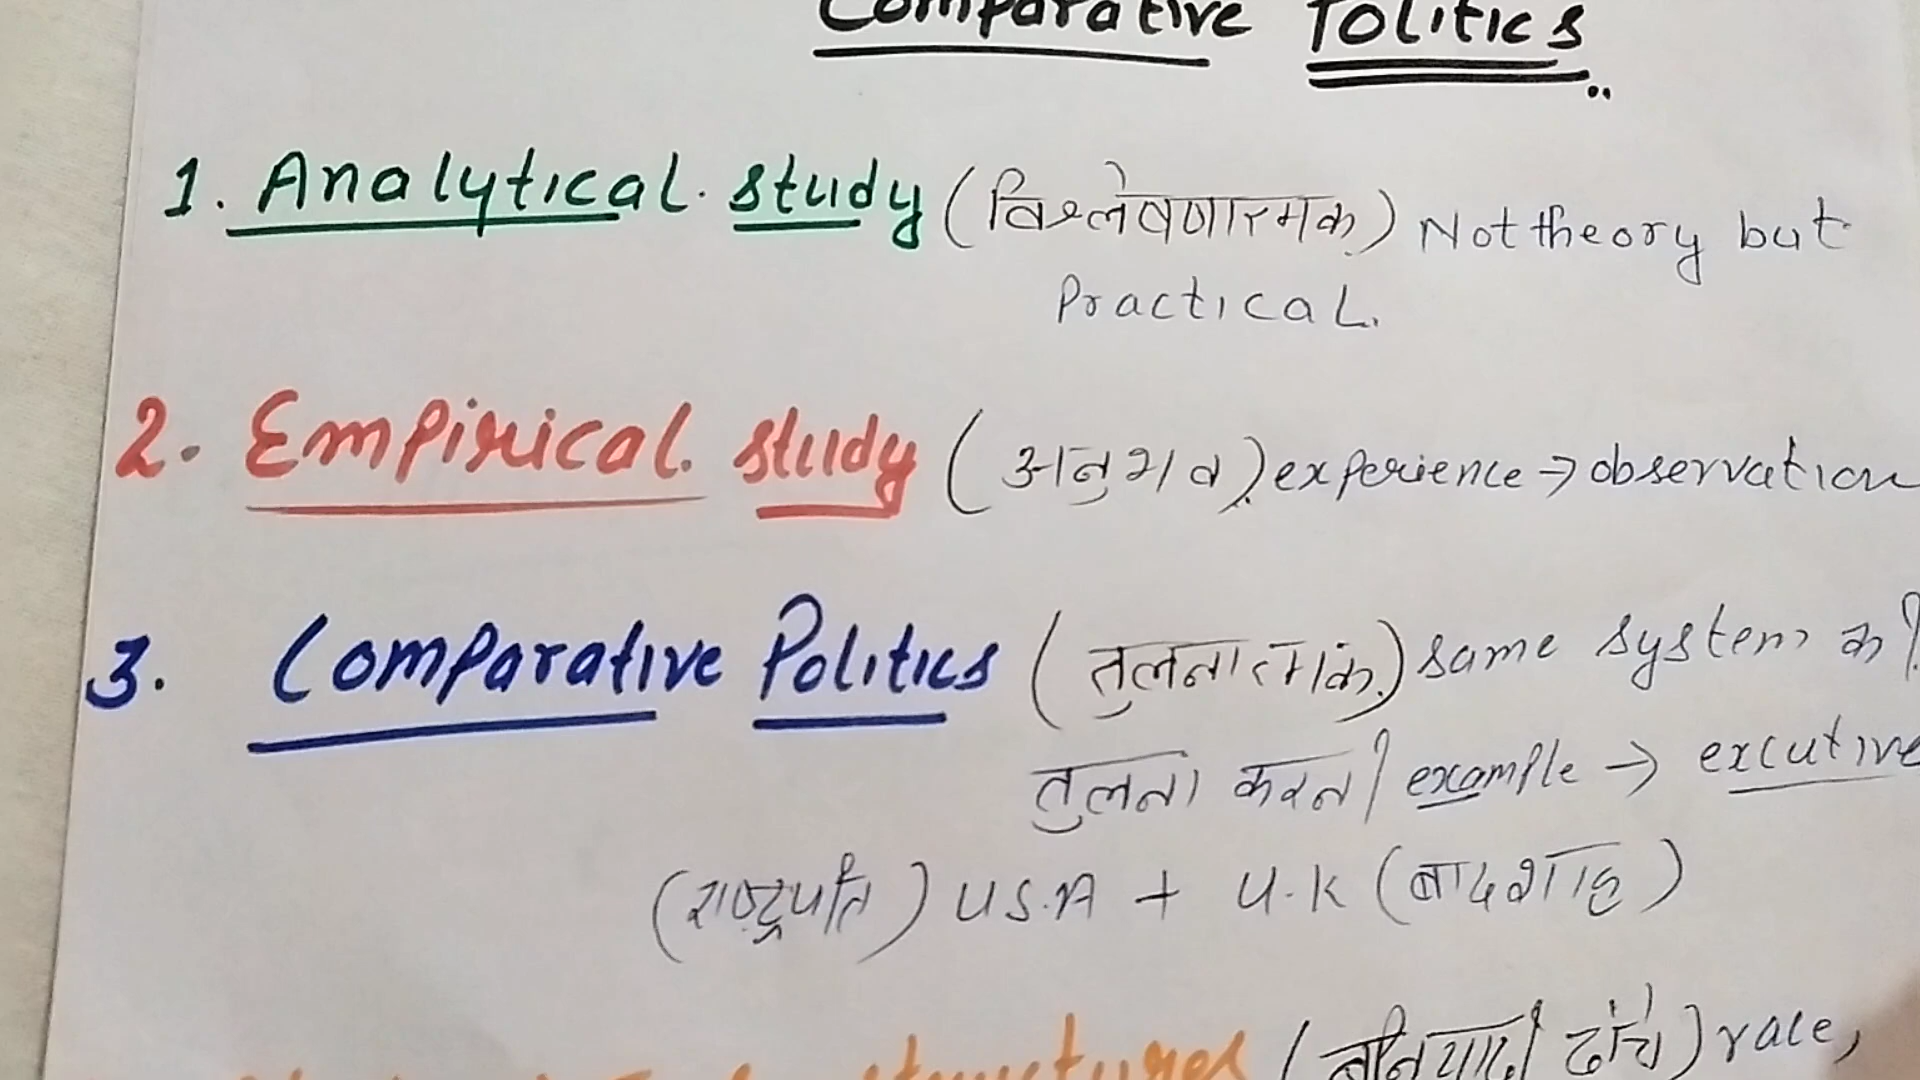 Comparative Politics
1. Analytical study (विश्लेषणात्मक) Not theory but
Practical.
2. Empirical study (अनुभव) experience → observation
3. Comparative Politics (तुलनात्मक) same system की
तुलना करना example → excutive
(राष्ट्रपति) U.S.A + U.K (बादशाह)
structures (बुनियादी ढांचे) race,